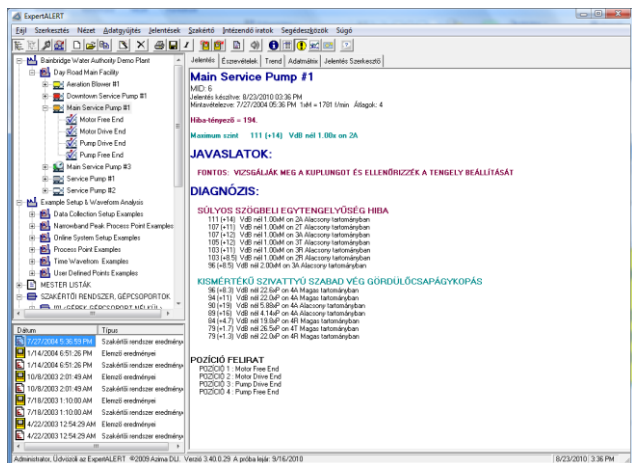 ExpertALERT
Fájl Szerkesztés Nézet Adatgyűjtés Jelentések Szakértő Intézendő iratok Segédeszközök Súgó
Bainbridge Water Authority Demo Plant
Day Road Main Facility
Aeration Blower #1
Downtown Service Pump #1
Main Service Pump #1
Motor Free End
Motor Drive End
Pump Drive End
Pump Free End
Main Service Pump #3
Service Pump #1
Service Pump #2
Example Setup & Waveform Analysis
Data Collection Setup Examples
Narrowband Peak Process Point Examples
Online System Setup Examples
Process Point Examples
Time Waveform Examples
User Defined Points Examples
MESTER LISTÁK
SZAKÉRTŐI RENDSZER, GÉPCSOPORTOK
Dátum Típus
7/27/2004 5:36:59 PM Szakértői rendszer eredménye
1/14/2004 6:51:26 PM Elemző eredményei
1/14/2004 6:51:26 PM Szakértői rendszer eredménye
10/8/2003 2:01:49 AM Elemző eredményei
10/8/2003 2:01:49 AM Szakértői rendszer eredménye
7/18/2003 1:10:00 AM Elemző eredményei
7/18/2003 1:10:00 AM Szakértői rendszer eredménye
4/22/2003 12:54:29 AM Elemző eredményei
4/22/2003 12:54:29 AM Szakértői rendszer eredménye
Jelentés Észrevételek Trend Adatmátrix Jelentés Szerkesztő
Main Service Pump #1
MID: 6
Jelentés készítve: 8/23/2010 03:36 PM
Mintavételezve: 7/27/2004 05:36 PM 1xM = 1781 l/min Átlagok: 4
Hiba-tényező = 194.
Maximum szint 111 (+14) VdB nél 1.00x on 2A
JAVASLATOK:
FONTOS: VIZSGÁLJÁK MEG A KUPLUNGOT ÉS ELLENŐRIZZÉK A TENGELY BEÁLLÍTÁSÁT
DIAGNÓZIS:
SÚLYOS SZÖGBELI EGYTENGELYŰSÉG HIBA
111 (+14) VdB nél 1.00xM on 2A Alacsony tartományban
107 (+11) VdB nél 1.00xM on 2T Alacsony tartományban
107 (+12) VdB nél 1.00xM on 3A Alacsony tartományban
105 (+12) VdB nél 1.00xM on 3T Alacsony tartományban
103 (+11) VdB nél 1.00xM on 3R Alacsony tartományban
103 (+8.5) VdB nél 1.00xM on 2R Alacsony tartományban
96 (+8.5) VdB nél 2.00xM on 3A Alacsony tartományban
KISMÉRTÉKŰ SZIVATTYÚ SZABAD VÉG GÖRDÜLŐCSAPÁGYKOPÁS
96 (+8.3) VdB nél 22.6xP on 4A Magas tartományban
94 (+11) VdB nél 22.0xP on 4A Magas tartományban
90 (+19) VdB nél 5.88xP on 4A Alacsony tartományban
89 (+16) VdB nél 4.14xP on 4A Alacsony tartományban
84 (+4.7) VdB nél 19.8xP on 4R Magas tartományban
79 (+1.7) VdB nél 26.5xP on 4T Magas tartományban
79 (+1.3) VdB nél 22.0xP on 4R Magas tartományban
POZÍCIÓ FELIRAT
POZÍCIÓ 1 : Motor Free End
POZÍCIÓ 2 : Motor Drive End
POZÍCIÓ 3 : Pump Drive End
POZÍCIÓ 4 : Pump Free End
Administrátor, Üdvözöli az ExpertALERT ©2009 Azima DLI. Verzió 3.40.0.29 A próba lejár: 9/16/2010 8/23/2010 3:36 PM